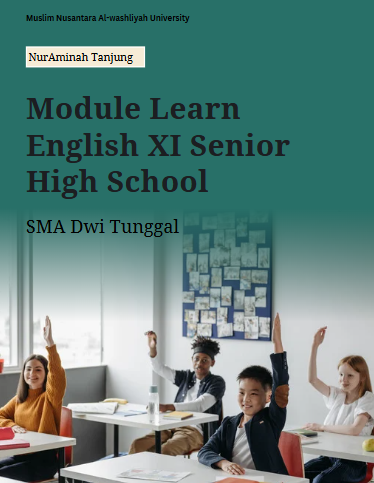 Muslim Nusantara Al-washliyah University
NurAminah Tanjung
Module Learn
English XI Senior
High School
SMA Dwi Tunggal